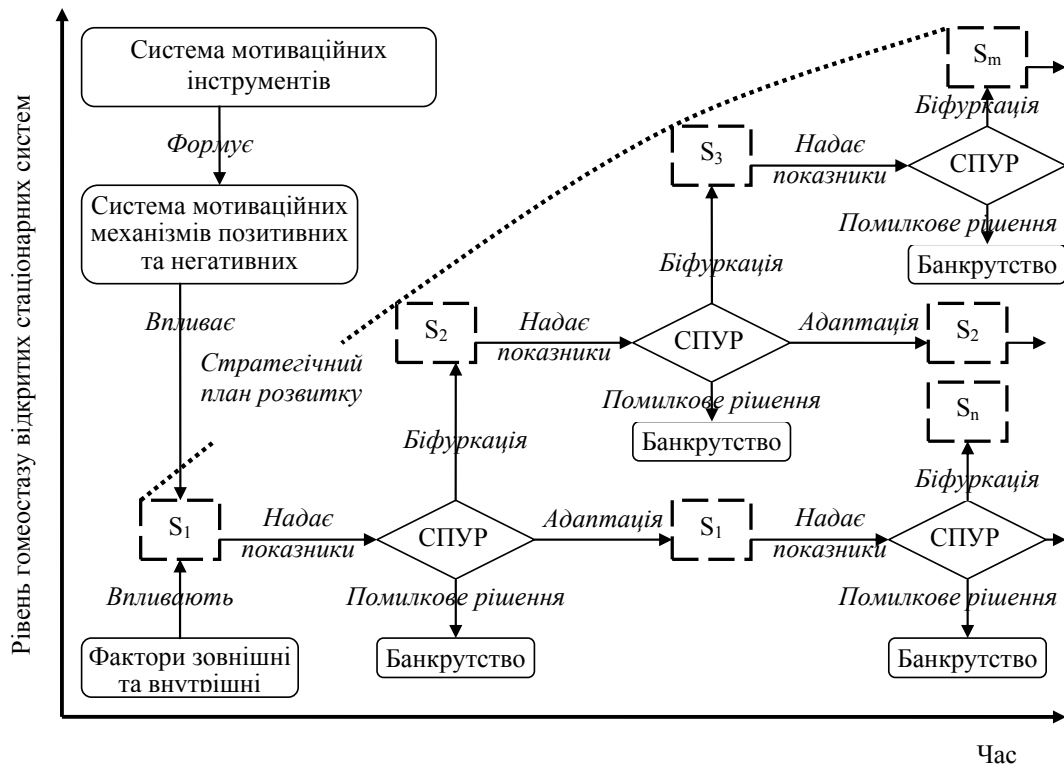 Рівень гомеостазу відкритих стаціонарних систем
Система мотиваційних
інструментів
Формує
Система мотиваційних
механізмів позитивних
та негативних
Впливає
Стратегічний
план розвитку
S1
Впливають
Фактори зовнішні
та внутрішні
Надає
показники
СПУР
Помилкове рішення
Банкрутство
Біфуркація
S2
Надає
показники
СПУР
Помилкове рішення
Банкрутство
Біфуркація
S3
Надає
показники
СПУР
Помилкове рішення
Банкрутство
Біфуркація
Sm
Адаптація
S2
Адаптація
S1
Надає
показники
СПУР
Помилкове рішення
Банкрутство
Біфуркація
Sn
Час